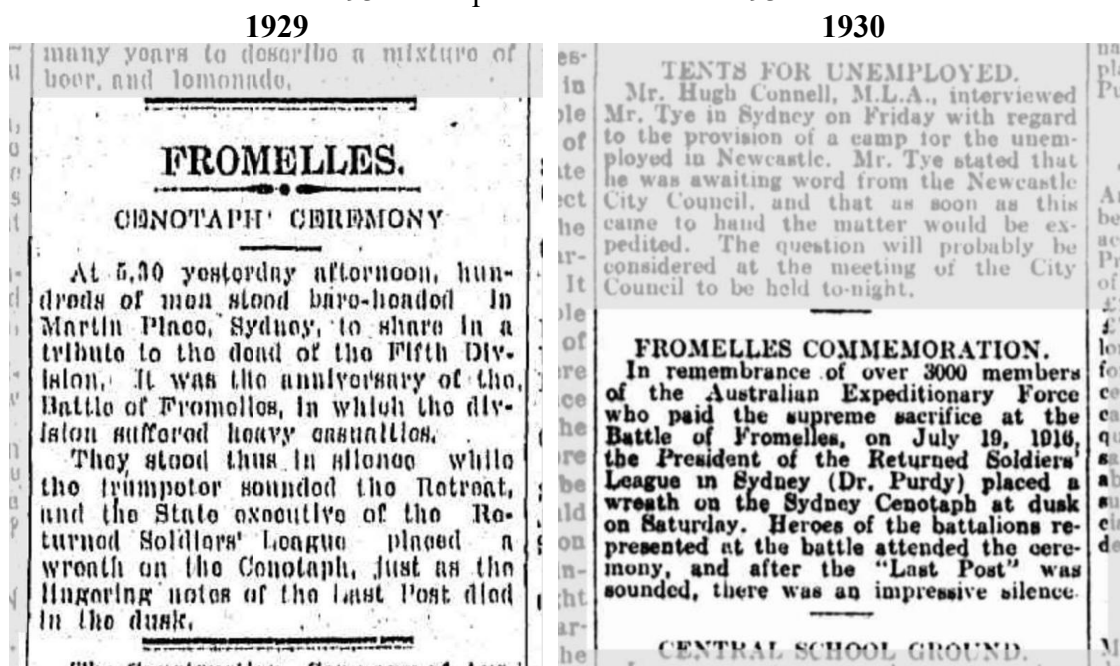 1929
many years to describe a mixture of
beer, and lemonade.
FROMELLES.
CENOTAPH CEREMONY
At 5.30 yesterday afternoon, hun-
dreds of men stood bare-headed in
Martin Place, Sydney, to share in a
tribute to the dead of the Fifth Div-
ision. It was the anniversary of the
Battle of Fromelles, in which the div-
ision suffered heavy casualties.
They stood thus in silence while
the trumpeter sounded the Retreat,
and the State executive of the Re-
turned Soldiers' League placed a
wreath on the Cenotaph, just as the
lingering notes of the Last Post died
in the dusk.
1930
TENTS FOR UNEMPLOYED.
Mr. Hugh Connell, M.L.A., interviewed
Mr. Tye in Sydney on Friday with regard
to the provision of a camp for the unem-
ployed in Newcastle. Mr. Tye stated that
he was awaiting word from the Newcastle
City Council, and that as soon as this
came to hand the matter would be ex-
pedited. The question will probably be
considered at the meeting of the City
Council to be held to-night.
FROMELLES COMMEMORATION.
In remembrance of over 3000 members
of the Australian Expeditionary Force
who paid the supreme sacrifice at the
Battle of Fromelles, on July 19, 1916,
the President of the Returned Soldiers'
League in Sydney (Dr. Purdy) placed a
wreath on the Sydney Cenotaph at dusk
on Saturday. Heroes of the battalions re-
presented at the battle attended the cere-
mony, and after the "Last Post" was
sounded, there was an impressive silence.
CENTRAL SCHOOL GROUND.